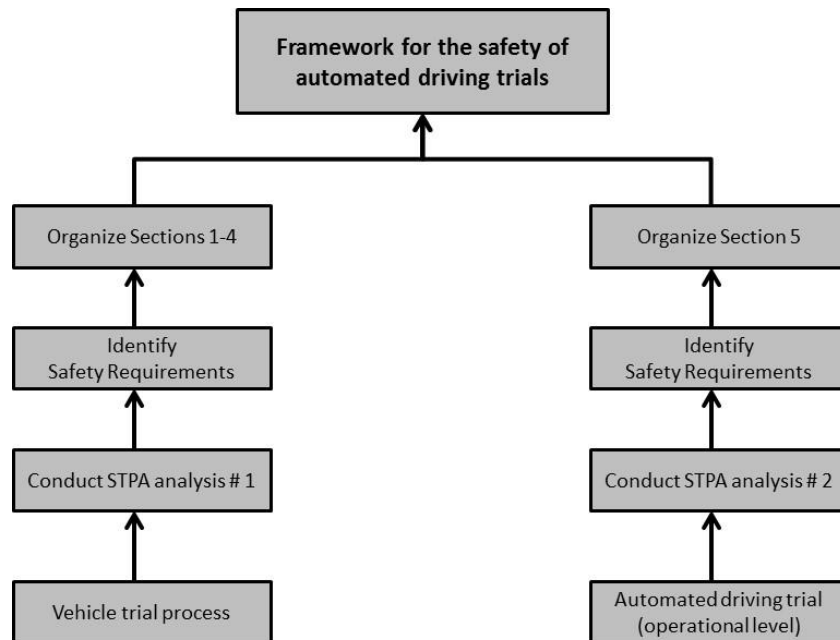 Framework for the safety of
automated driving trials
Organize Sections 1-4
Organize Section 5
Identify
Safety Requirements
Identify
Safety Requirements
Conduct STPA analysis # 1
Conduct STPA analysis # 2
Vehicle trial process
Automated driving trial
(operational level)